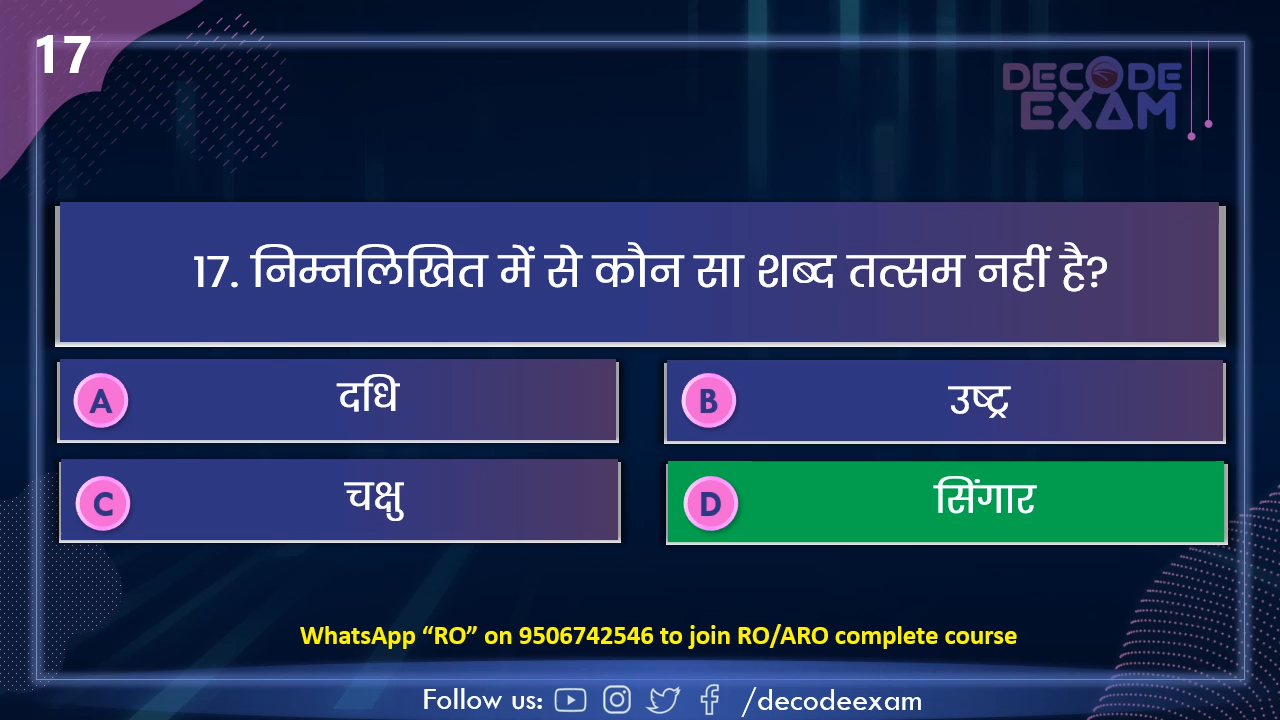 17
DECODE
EXAM
17. निम्नलिखित में से कौन सा शब्द तत्सम नहीं है?
A दधि
B उष्ट्र
C चक्षु
D सिंगार
WhatsApp “RO” on 9506742546 to join RO/ARO complete course
Follow us: /decodeexam